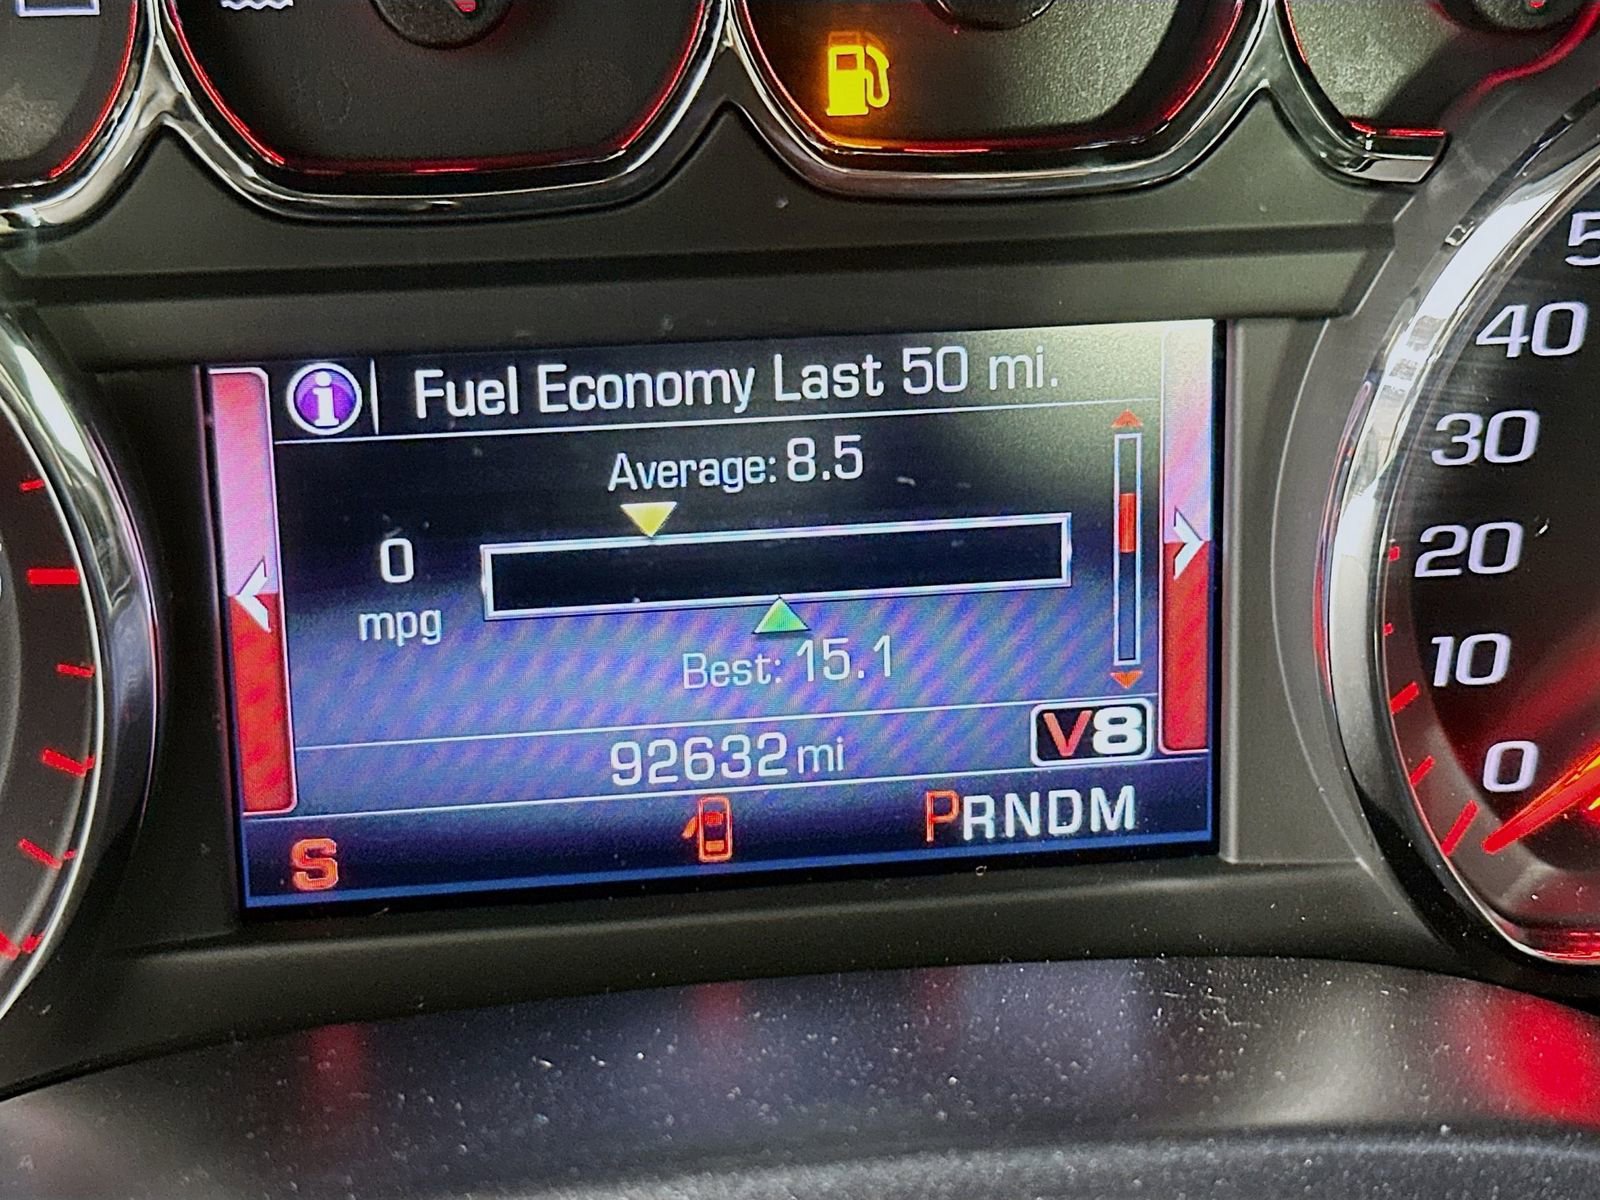 Fuel Economy Last 50 mi.
Average: 8.5
0
mpg
Best: 15.1
92632 mi
V8
S
PRNDM
40
30
20
10
0